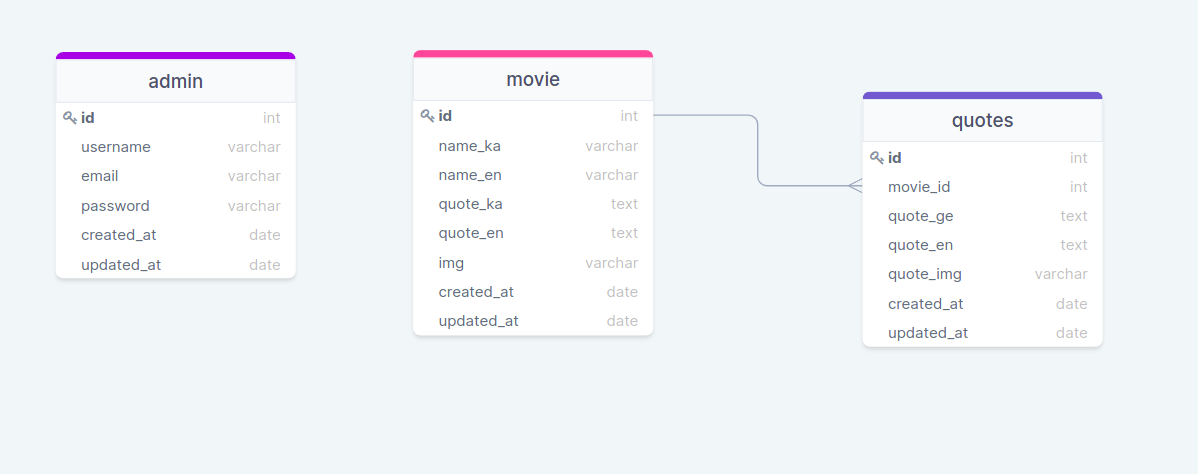 admin
id int
username varchar
email varchar
password varchar
created_at date
updated_at date
movie
id int
name_ka varchar
name_en varchar
quote_ka text
quote_en text
img varchar
created_at date
updated_at date
quotes
id int
movie_id int
quote_ge text
quote_en text
quote_img varchar
created_at date
updated_at date